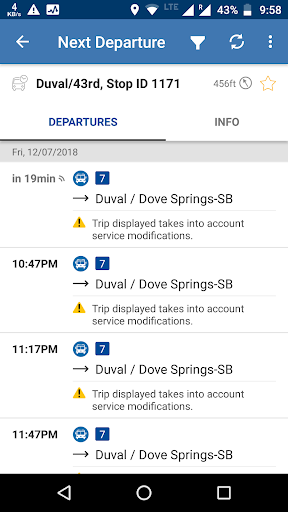 4 KB/s LTE R 43% 9:58
Next Departure
Duval/43rd, Stop ID 1171 456ft
DEPARTURES INFO
Fri, 12/07/2018
in 19min 7
Duval / Dove Springs-SB
Trip displayed takes into account
service modifications.
10:47PM 7
Duval / Dove Springs-SB
Trip displayed takes into account
service modifications.
11:17PM 7
Duval / Dove Springs-SB
Trip displayed takes into account
service modifications.
11:47PM 7
Duval / Dove Springs-SB